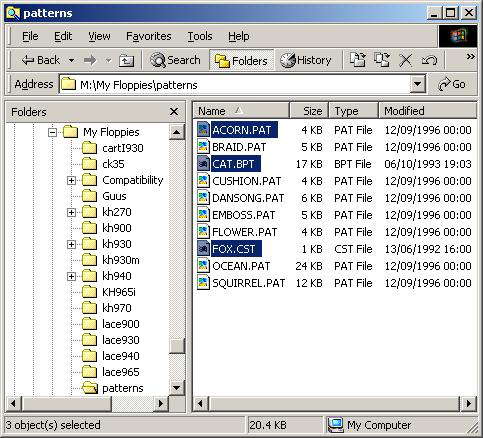 patterns
File Edit View Favorites Tools Help
Back Search Folders History
Address M:\My Floppies\patterns Go
Folders
My Floppies
cartI930
ck35
Compatibility
Guus
kh270
kh900
kh930
kh930m
kh940
KH965i
kh970
lace900
lace930
lace940
lace965
patterns
Name Size Type Modified
ACORN.PAT 4 KB PAT File 12/09/1996 00:00
BRAID.PAT 2 KB PAT File 12/09/1996 00:00
CAT.BPT 17 KB BPT File 06/10/1993 19:03
CUSHION.PAT 4 KB PAT File 12/09/1996 00:00
DANSONG.PAT 6 KB PAT File 12/09/1996 00:00
EMBOSS.PAT 5 KB PAT File 12/09/1996 00:00
FLOWER.PAT 4 KB PAT File 12/09/1996 00:00
FOX.CST 1 KB CST File 13/06/1992 16:00
OCEAN.PAT 24 KB PAT File 12/09/1996 00:00
SQUIRREL.PAT 12 KB PAT File 12/09/1996 00:00
3 object(s) selected 20.4 KB My Computer